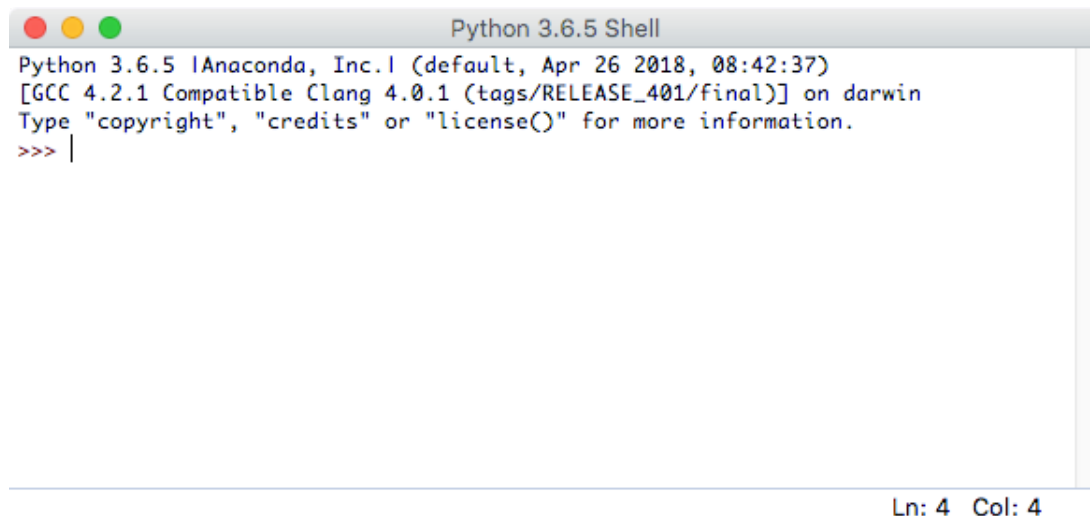 Python 3.6.5 Shell
Python 3.6.5 |Anaconda, Inc.| (default, Apr 26 2018, 08:42:37)
[GCC 4.2.1 Compatible Clang 4.0.1 (tags/RELEASE_401/final)] on darwin
Type "copyright", "credits" or "license()" for more information.
>>>
Ln: 4 Col: 4